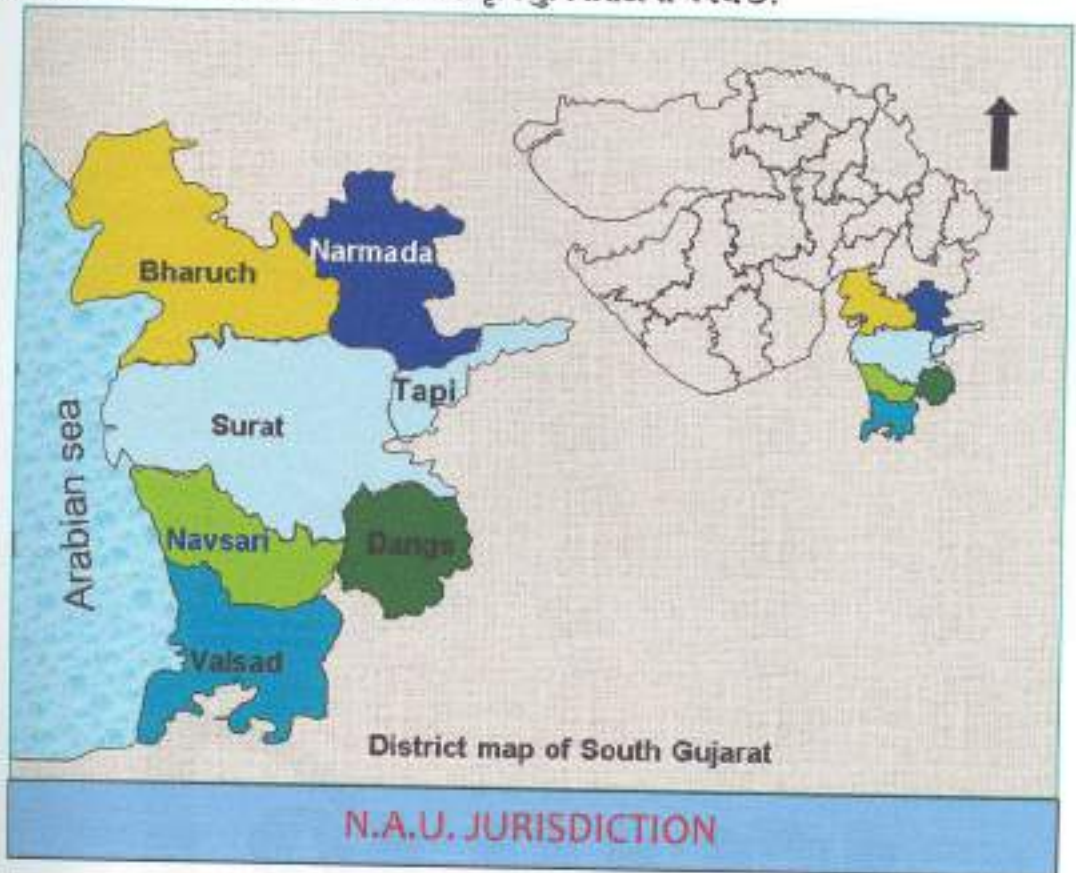 Bharuch
Narmada
Tapi
Surat
Arabian sea
Navsari
Dangs
Valsad
District map of South Gujarat
N.A.U. JURISDICTION